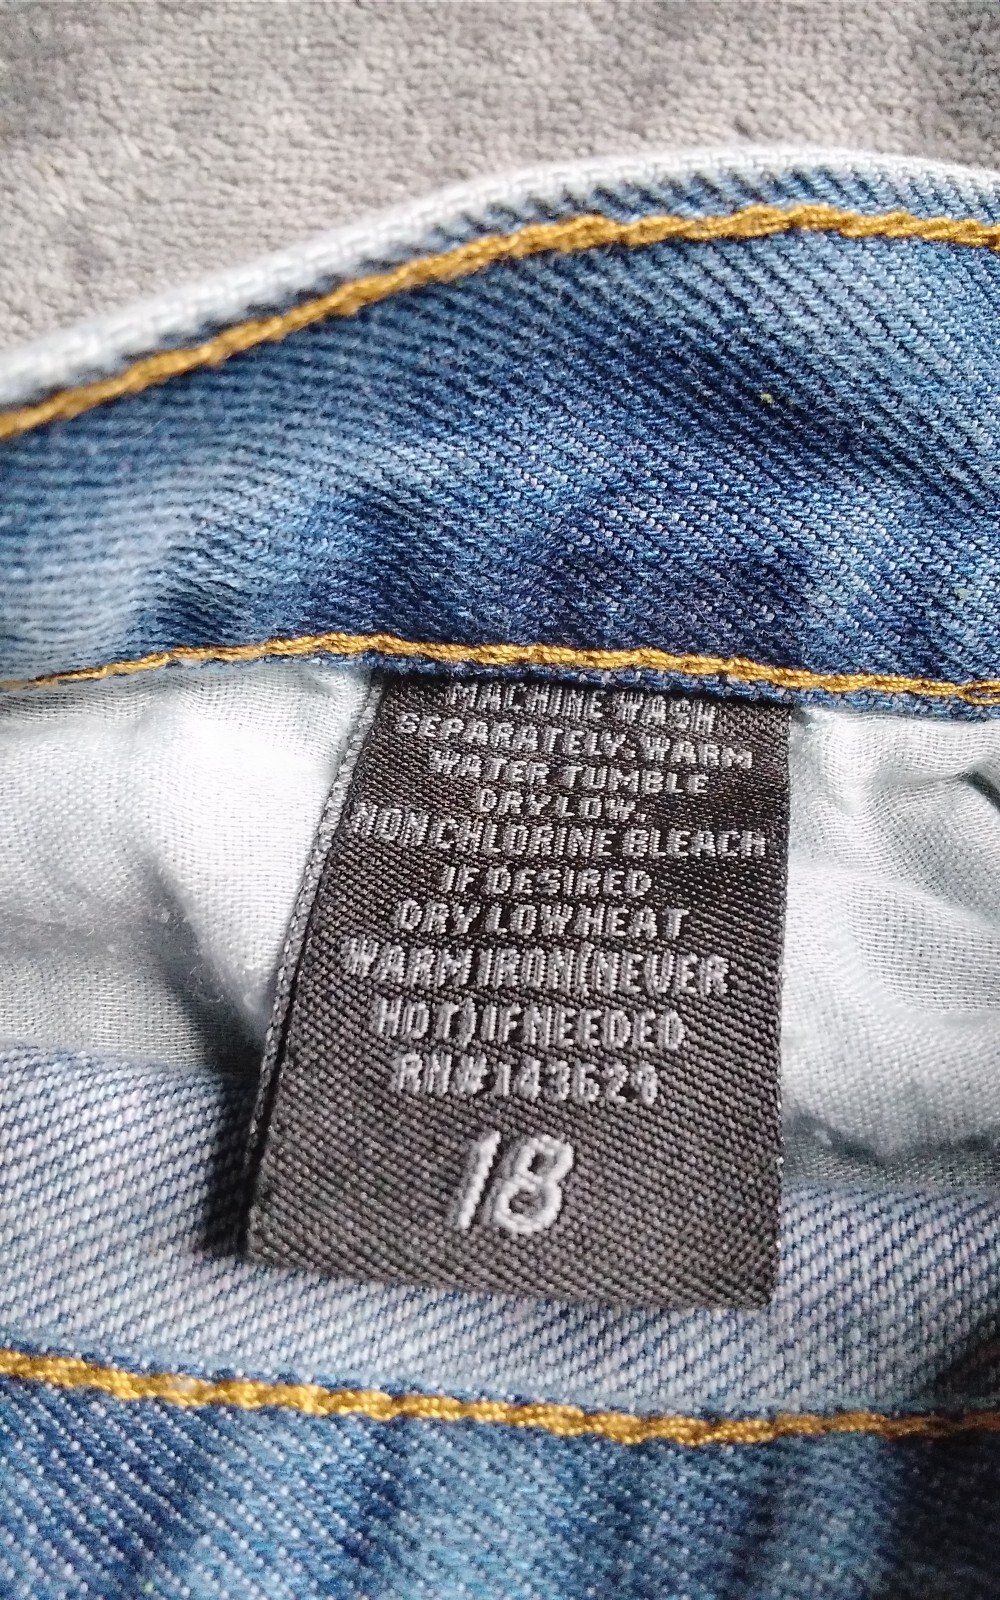 MACHINE WASH
SEPARATELY. WARM
WATER TUMBLE
DRY LOW.
NON CHLORINE BLEACH
IF DESIRED
DRY LOW HEAT
WARM IRON(NEVER
HOT)IF NEEDED
RN#143629
18